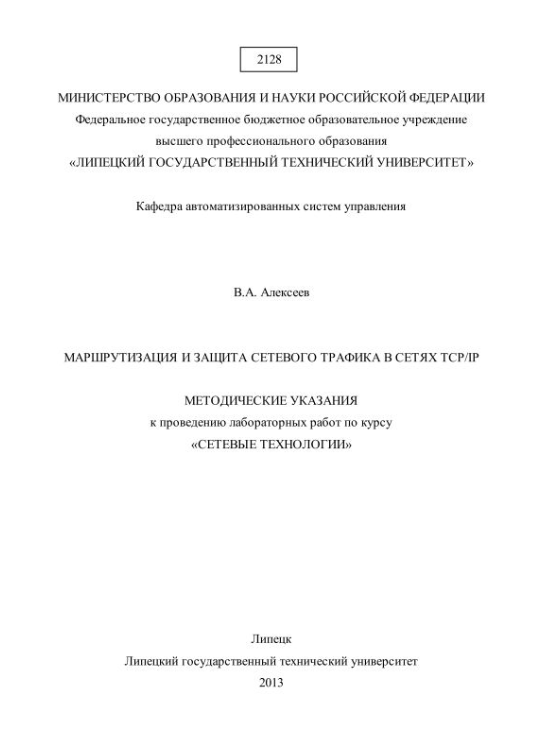 2128
МИНИСТЕРСТВО ОБРАЗОВАНИЯ И НАУКИ РОССИЙСКОЙ ФЕДЕРАЦИИ
Федеральное государственное бюджетное образовательное учреждение
высшего профессионального образования
«ЛИПЕЦКИЙ ГОСУДАРСТВЕННЫЙ ТЕХНИЧЕСКИЙ УНИВЕРСИТЕТ»
Кафедра автоматизированных систем управления
В.А. Алексеев
МАРШРУТИЗАЦИЯ И ЗАЩИТА СЕТЕВОГО ТРАФИКА В СЕТЯХ TCP/IP
МЕТОДИЧЕСКИЕ УКАЗАНИЯ
к проведению лабораторных работ по курсу
«СЕТЕВЫЕ ТЕХНОЛОГИИ»
Липецк
Липецкий государственный технический университет
2013